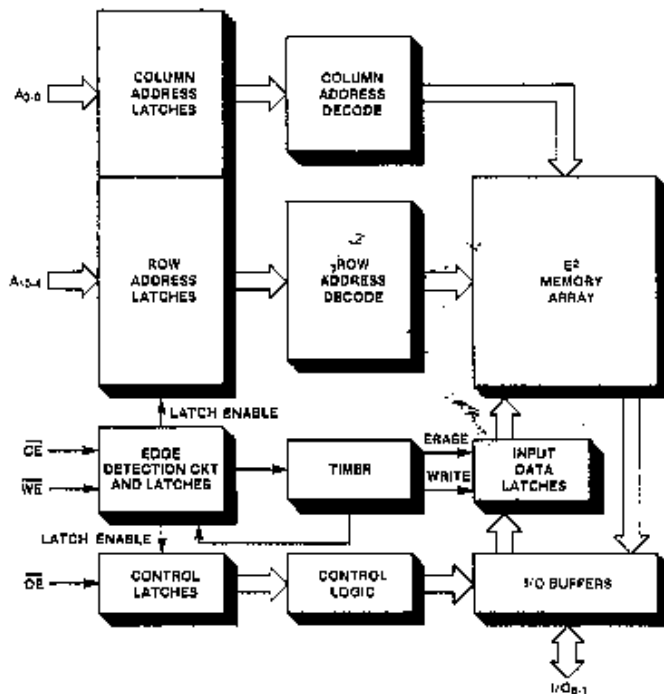 COLUMN
ADDRESS
LATCHES
COLUMN
ADDRESS
DECODE
ROW
ADDRESS
LATCHES
ROW
ADDRESS
DECODE
E2
MEMORY
ARRAY
LATCH ENABLE
CE
WE
EDGE
DETECTION CKT
AND LATCHES
TIMER
ERASE
WRITE
INPUT
DATA
LATCHES
LATCH ENABLE
OE
CONTROL
LATCHES
CONTROL
LOGIC
I/O BUFFERS